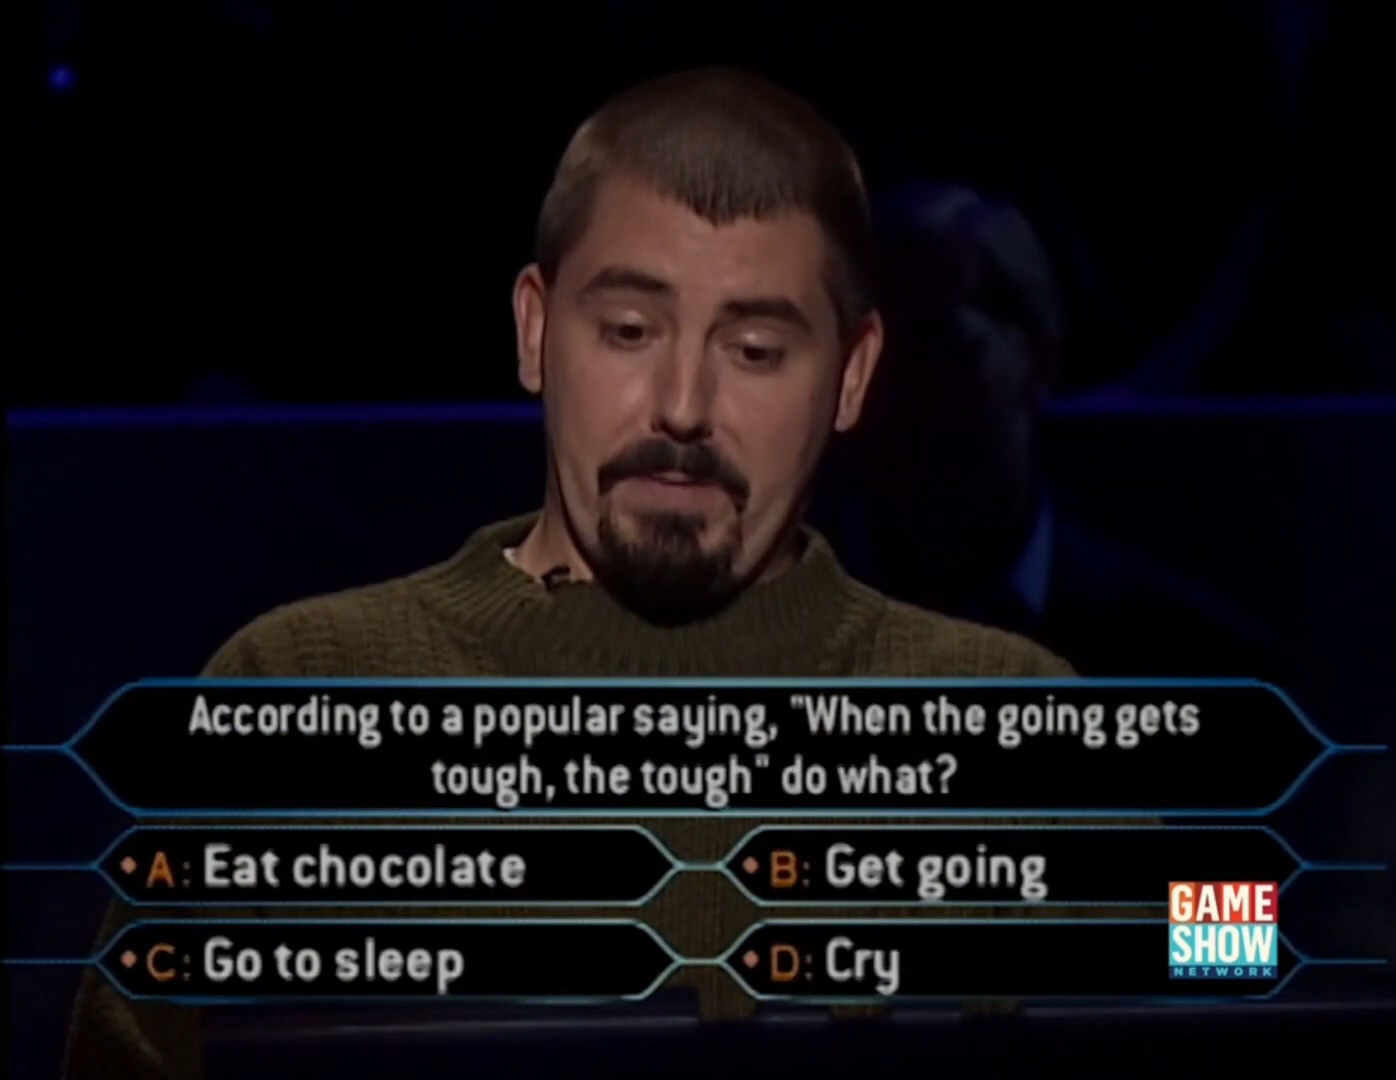 According to a popular saying, "When the going gets
tough, the tough" do what?
A: Eat chocolate
B: Get going
C: Go to sleep
D: Cry
GAME
SHOW
NETWORK